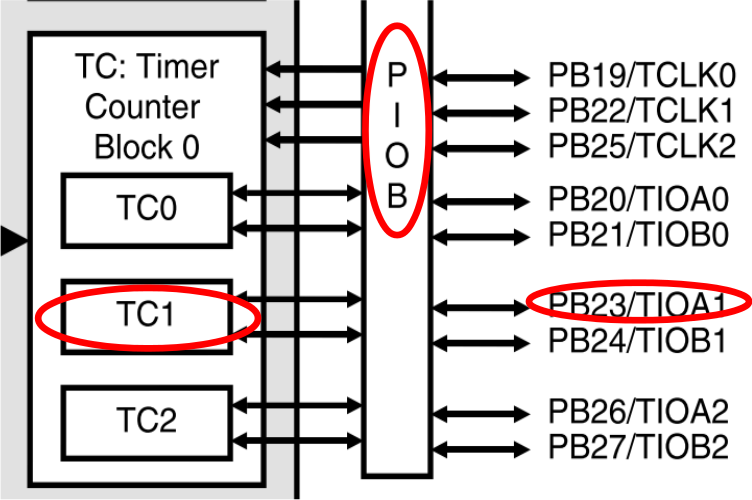 TC: Timer
Counter
Block 0
TC0
TC1
TC2
P
I
O
B
PB19/TCLK0
PB22/TCLK1
PB25/TCLK2
PB20/TIOA0
PB21/TIOB0
PB23/TIOA1
PB24/TIOB1
PB26/TIOA2
PB27/TIOB2